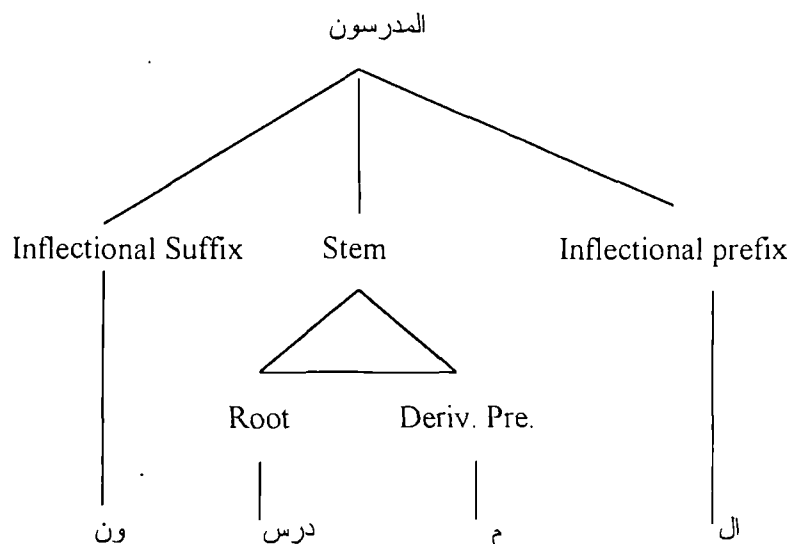 المدرسون
Inflectional Suffix Stem Inflectional prefix
Root Deriv. Pre.
ون درس م ال